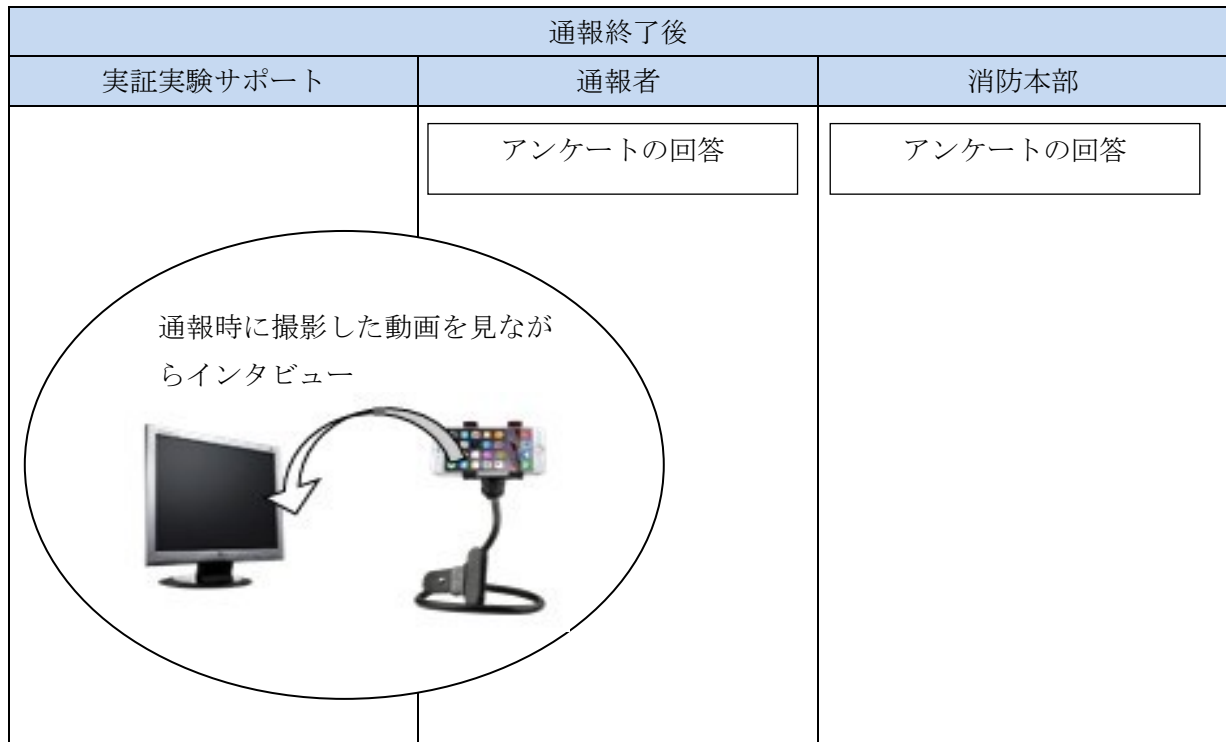 通報終了後
実証実験サポート
通報者
消防本部
アンケートの回答
アンケートの回答
通報時に撮影した動画を見なが
らインタビュー